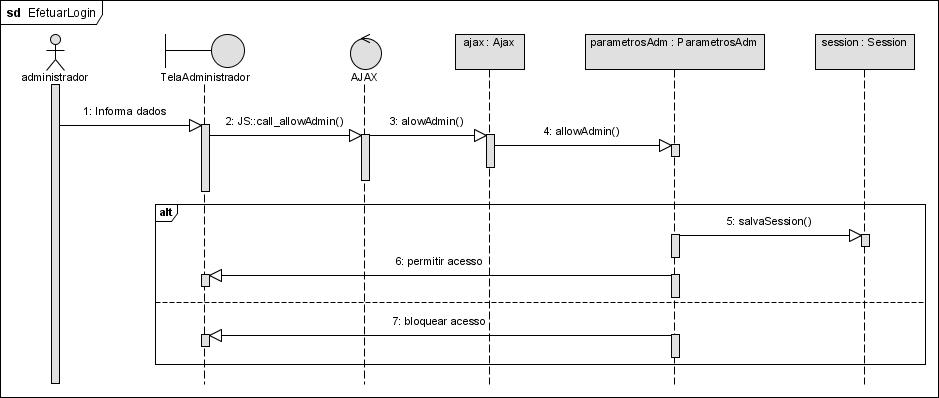 sd EfetuarLogin
ajax : Ajax
parametrosAdm : ParametrosAdm
session : Session
administrador
TelaAdministrador
AJAX
1: Informa dados
2: JS::call_allowAdmin()
3: alowAdmin()
4: allowAdmin()
alt
5: salvaSession()
6: permitir acesso
7: bloquear acesso